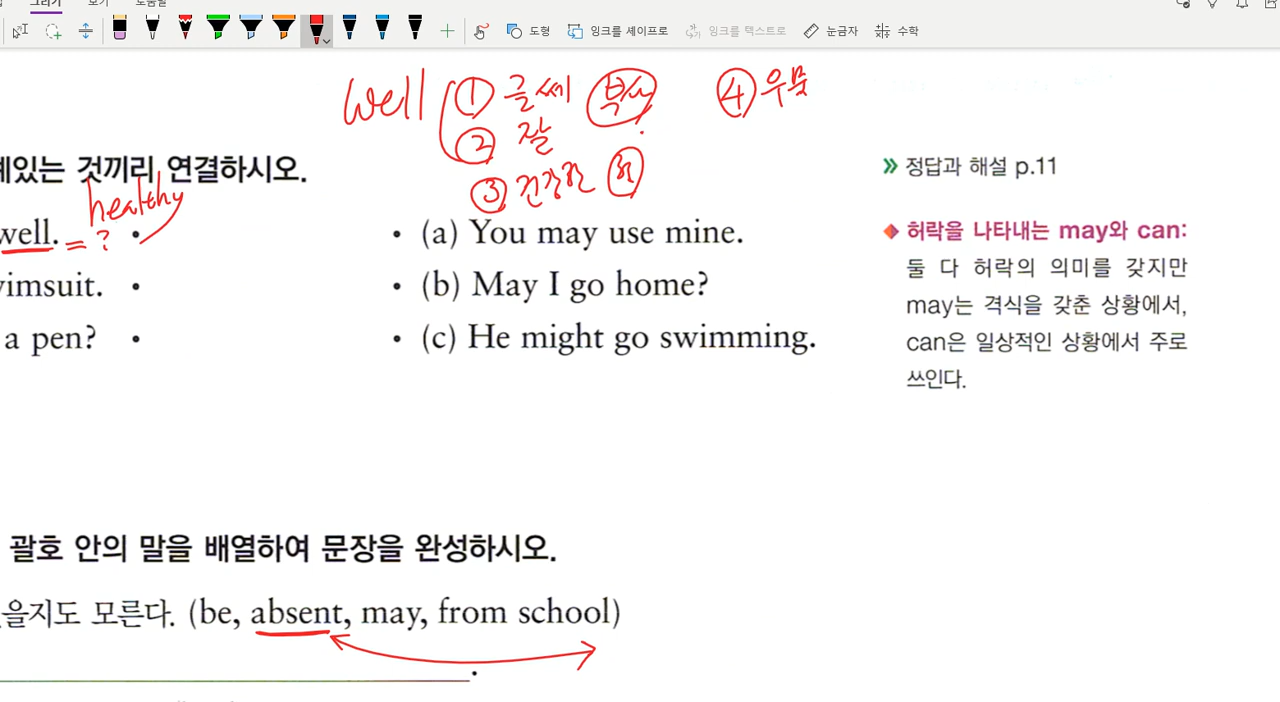 그리기 보기 도움말
도형 잉크를 셰이프로 잉크를 텍스트로 눈금자 수학
well ① 글쎄 부사 ④ 우물
② 잘
③ 건강한 형
계있는 것끼리 연결하시오.
» 정답과 해설 p.11
healthy
well. = ? •
• (a) You may use mine.
vimsuit. •
• (b) May I go home?
a pen? •
• (c) He might go swimming.
허락을 나타내는 may와 can:
둘 다 허락의 의미를 갖지만
may는 격식을 갖춘 상황에서,
can은 일상적인 상황에서 주로
쓰인다.
괄호 안의 말을 배열하여 문장을 완성하시오.
을지도 모른다. (be, absent, may, from school)
.